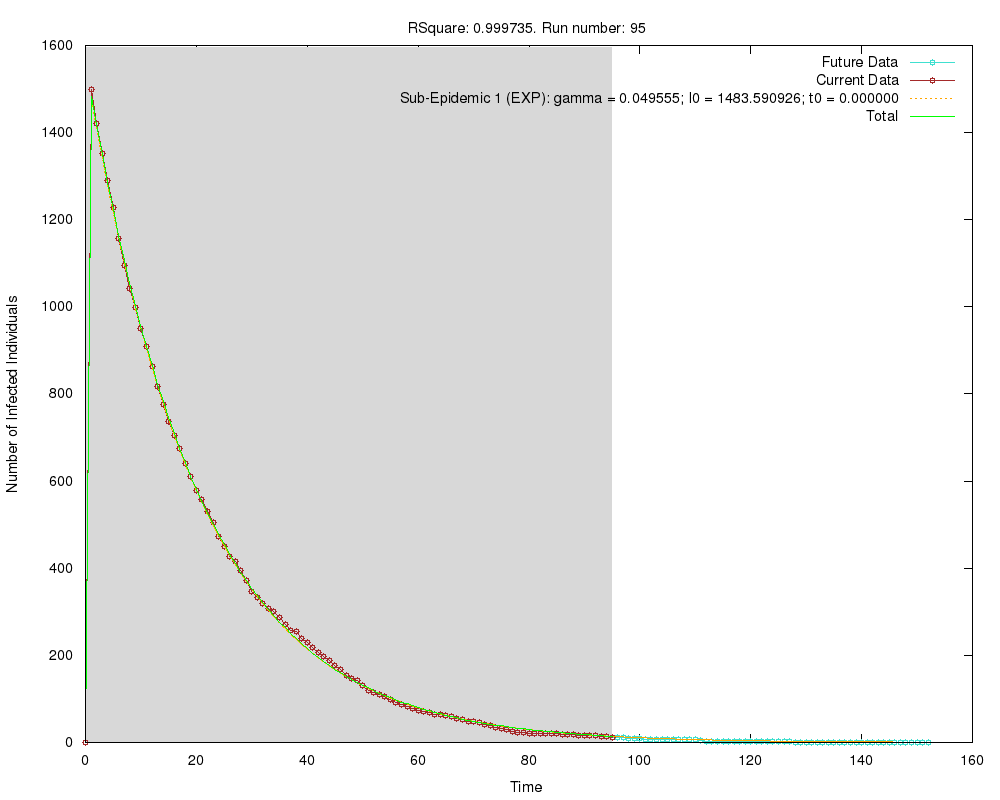 RSquare: 0.999735. Run number: 95
Future Data
Current Data
Sub-Epidemic 1 (EXP): gamma = 0.049555; I0 = 1483.590926; t0 = 0.000000
Total
Number of Infected Individuals
1600
1400
1200
1000
800
600
400
200
0
0 20 40 60 80 100 120 140 160
Time